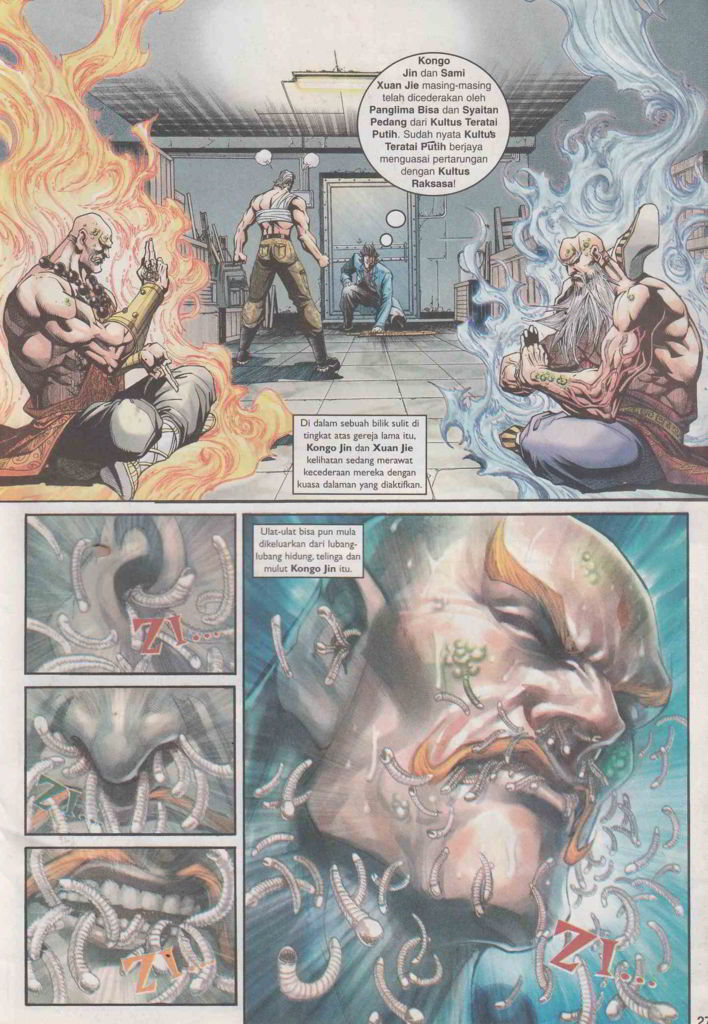 Kongo
Jin dan Sami
Xuan Jie masing-masing
telah dicederakan oleh
Panglima Bisa dan Syaitan
Pedang dari Kultus Teratai
Putih. Sudah nyata Kultus
Teratai Putih berjaya
menguasai pertarungan
dengan Kultus
Raksasa!
Di dalam sebuah bilik sulit di
tingkat atas gereja lama itu,
Kongo Jin dan Xuan Jie
kelihatan sedang merawat
kecederaan mereka dengan
kuasa dalaman yang diaktifkan.
ZI...
Ulat-ulat bisa pun mula
dikeluarkan dari lubang-
lubang hidung, telinga dan
mulut Kongo Jin itu.
ZI...
ZI...
ZI...
27